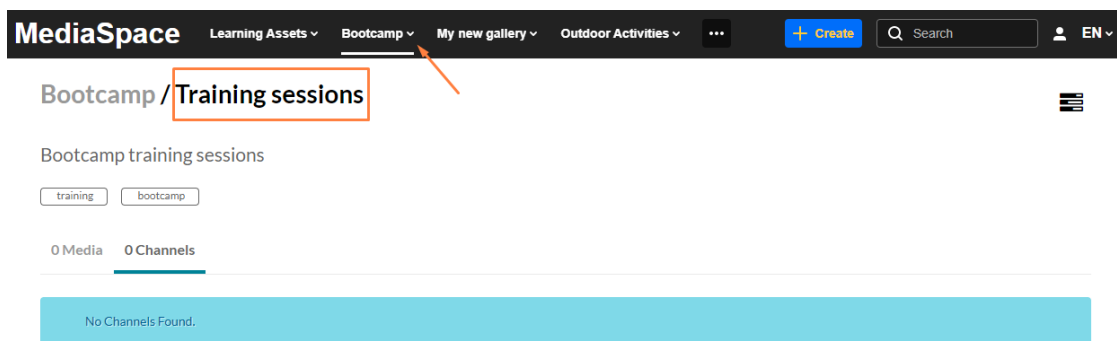 MediaSpace Learning Assets Bootcamp My new gallery Outdoor Activities ••• + Create Search EN
Bootcamp / Training sessions
Bootcamp training sessions
training bootcamp
0 Media 0 Channels
No Channels Found.